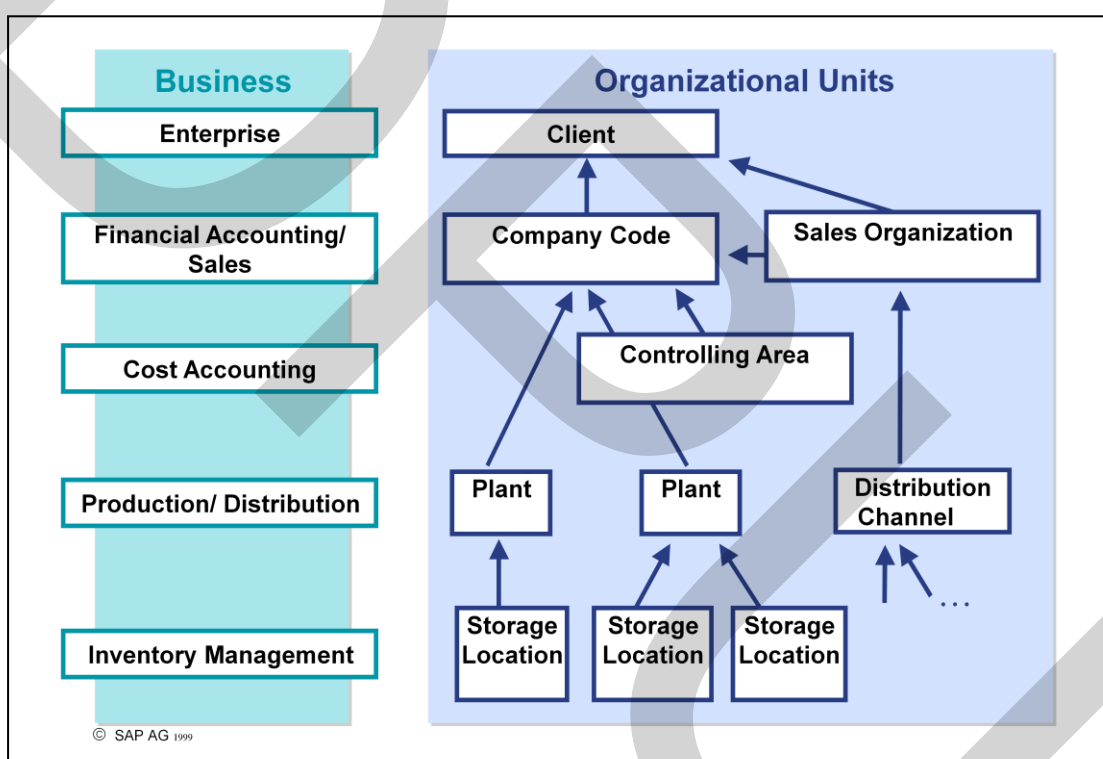 Business
Organizational Units
Enterprise
Client
Financial Accounting/
Sales
Company Code
Sales Organization
Cost Accounting
Controlling Area
Production/ Distribution
Plant
Plant
Distribution
Channel
Inventory Management
Storage
Location
Storage
Location
Storage
Location
...
© SAP AG 1999